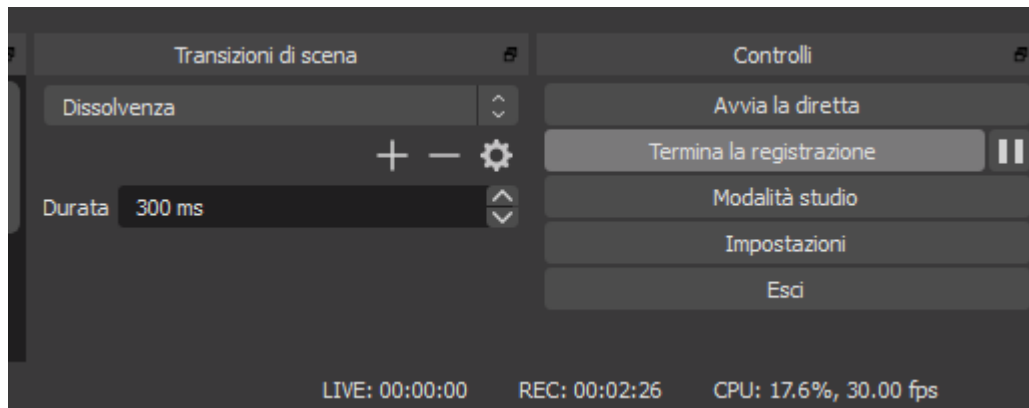 Transizioni di scena
Dissolvenza
Durata 300 ms
Controlli
Avvia la diretta
Termina la registrazione
Modalità studio
Impostazioni
Esci
LIVE: 00:00:00 REC: 00:02:26 CPU: 17.6%, 30.00 fps